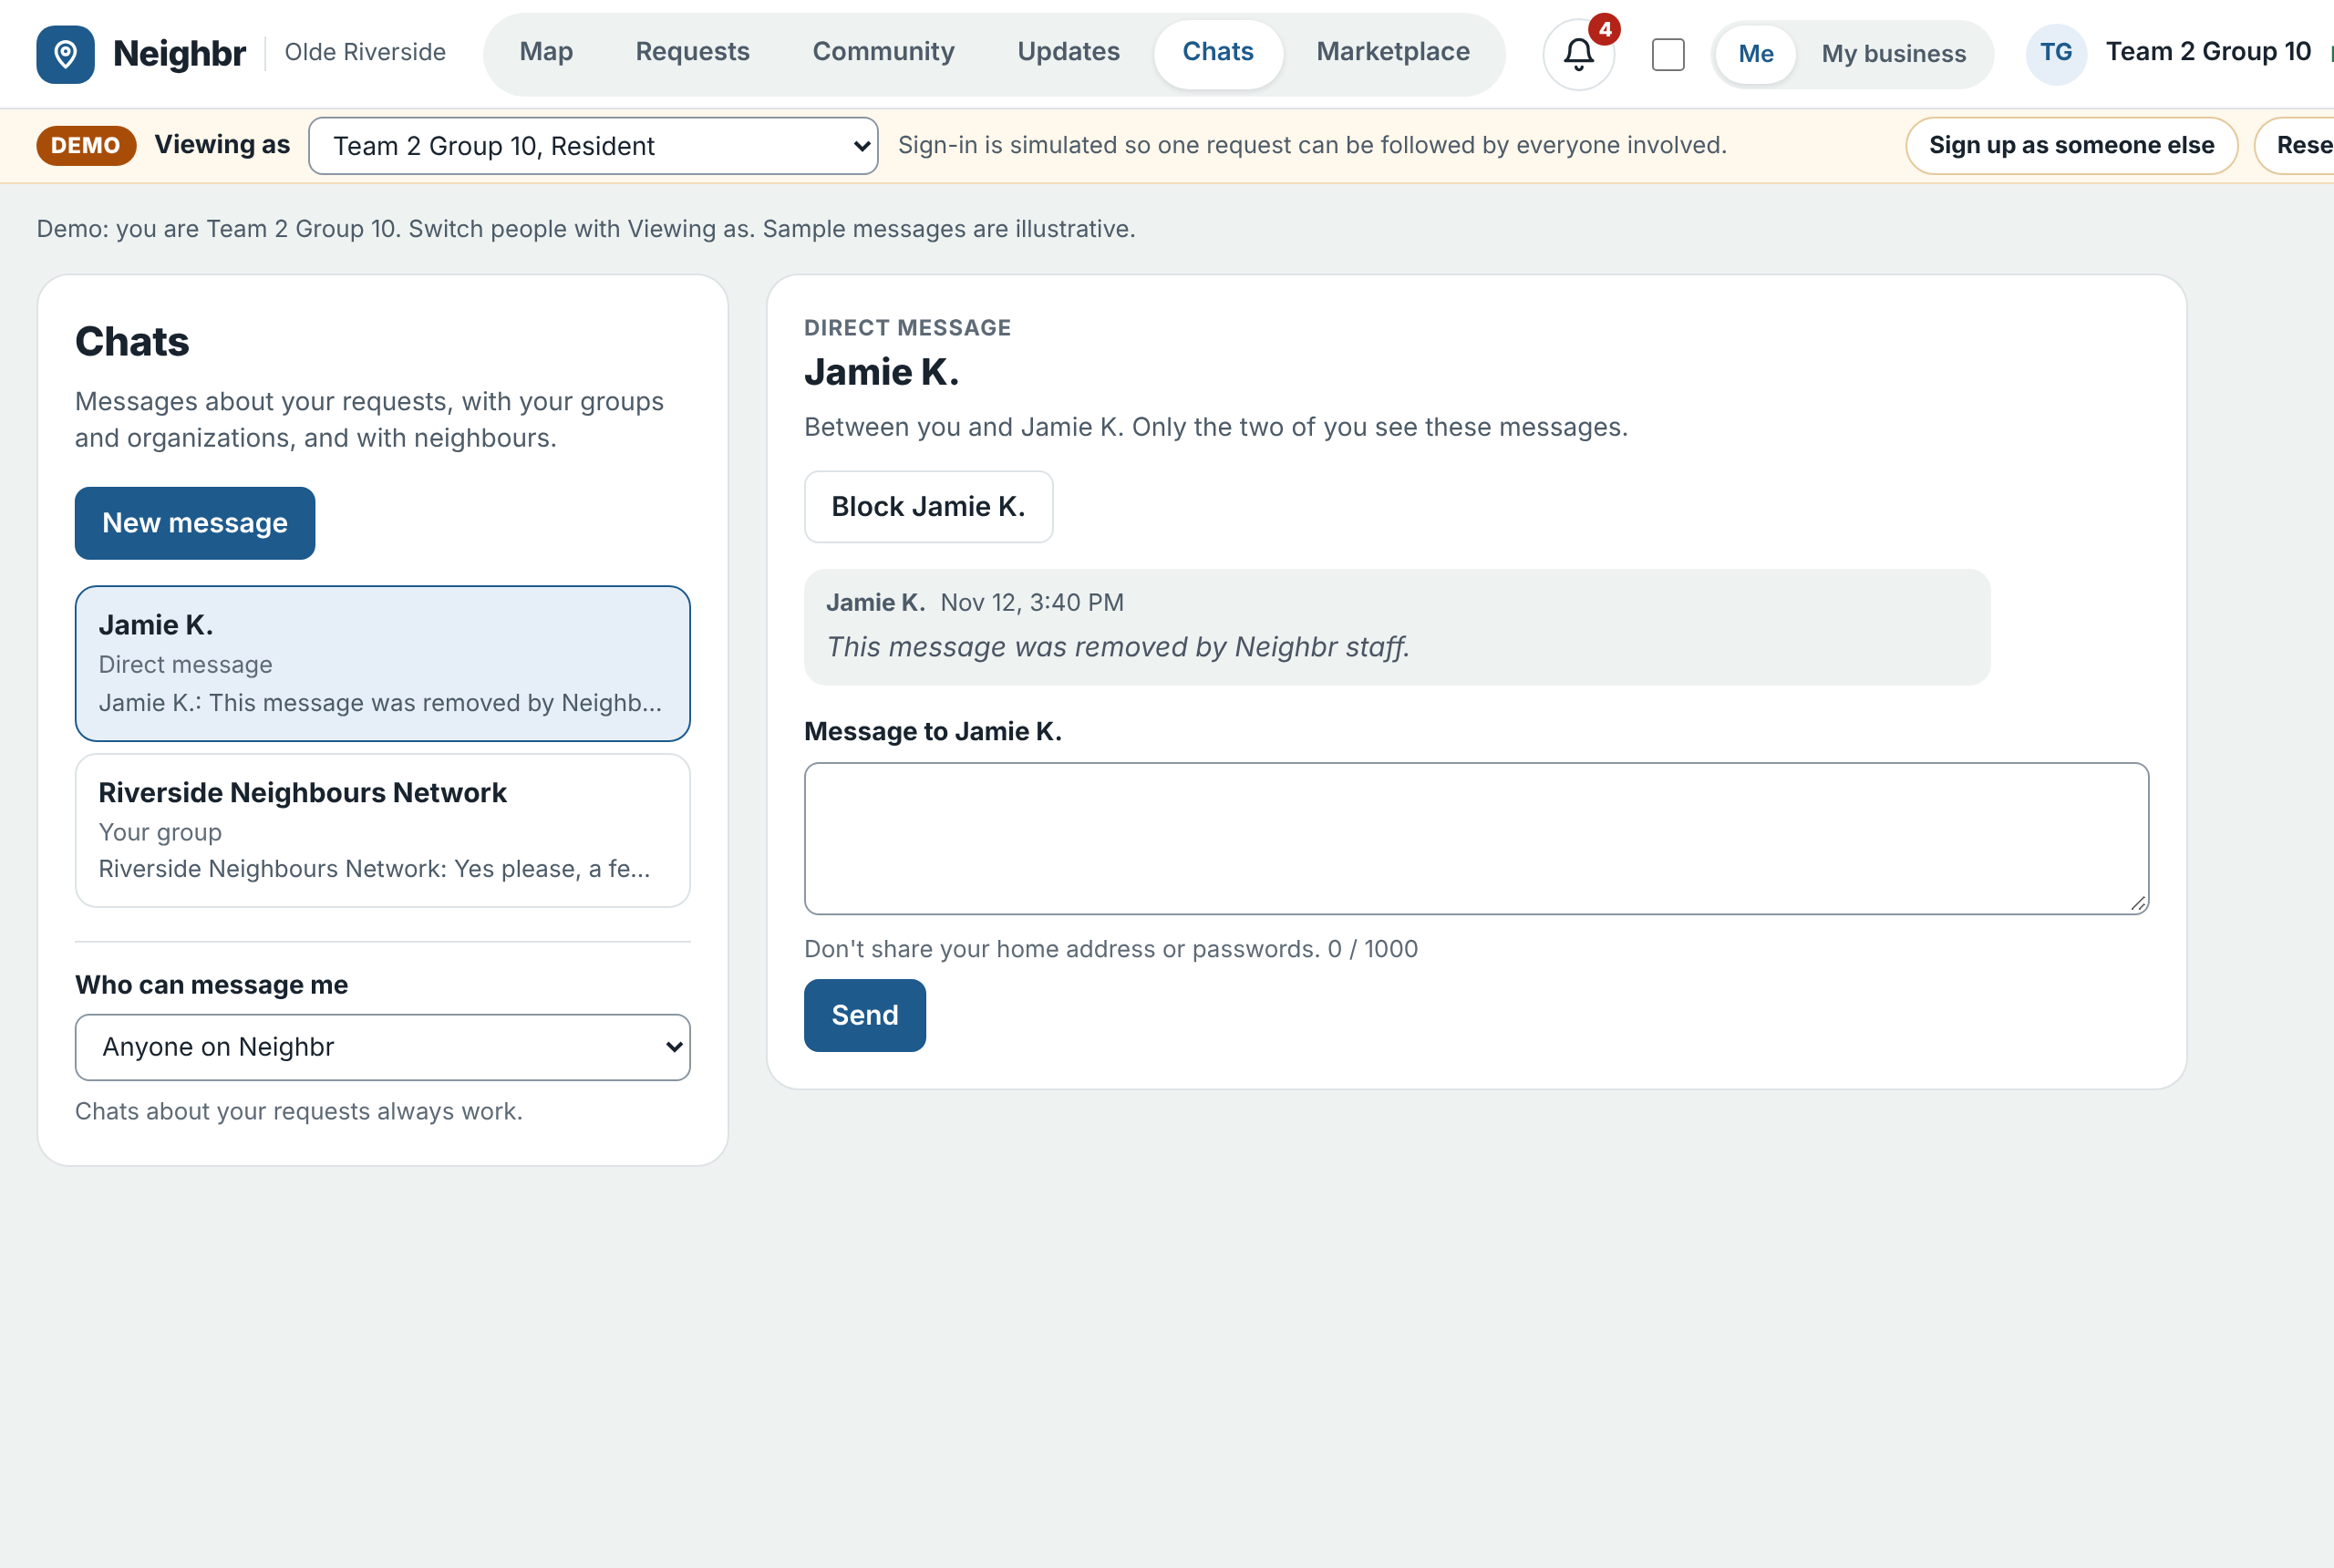 Neighbr Olde Riverside Map Requests Community Updates Chats Marketplace 4 Me My business TG Team 2 Group 10
DEMO Viewing as Team 2 Group 10, Resident Sign-in is simulated so one request can be followed by everyone involved. Sign up as someone else Rese
Demo: you are Team 2 Group 10. Switch people with Viewing as. Sample messages are illustrative.
Chats
Messages about your requests, with your groups
and organizations, and with neighbours.
New message
Jamie K.
Direct message
Jamie K.: This message was removed by Neighb...
Riverside Neighbours Network
Your group
Riverside Neighbours Network: Yes please, a fe...
Who can message me
Anyone on Neighbr
Chats about your requests always work.
DIRECT MESSAGE
Jamie K.
Between you and Jamie K. Only the two of you see these messages.
Block Jamie K.
Jamie K. Nov 12, 3:40 PM
This message was removed by Neighbr staff.
Message to Jamie K.
Don't share your home address or passwords. 0 / 1000
Send